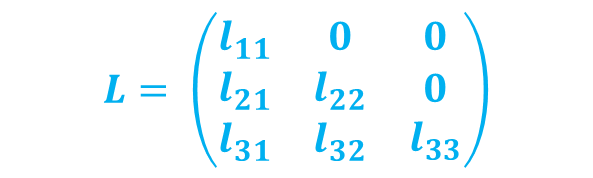 l₁₁ 0 0
L = l₂₁ l₂₂ 0
l₃₁ l₃₂ l₃₃